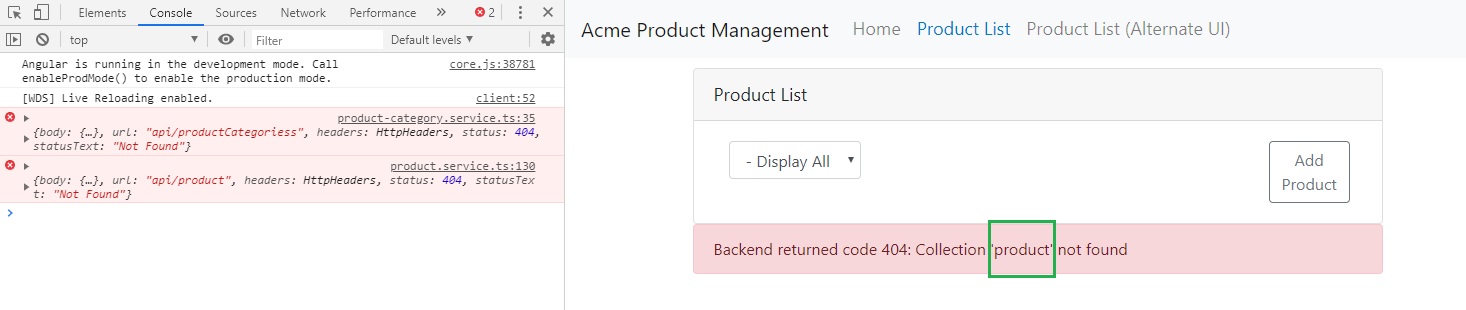 Elements Console Sources Network Performance » 2
top Filter Default levels
Angular is running in the development mode. Call core.js:38781
enableProdMode() to enable the production mode.
[WDS] Live Reloading enabled. client:52
product-category.service.ts:35
{body: {…}, url: "api/productCategoriess", headers: HttpHeaders, status: 404,
statusText: "Not Found"}
product.service.ts:130
{body: {…}, url: "api/product", headers: HttpHeaders, status: 404, statusTex
t: "Not Found"}
>
Acme Product Management Home Product List Product List (Alternate UI)
Product List
- Display All
Add
Product
Backend returned code 404: Collection 'product' not found